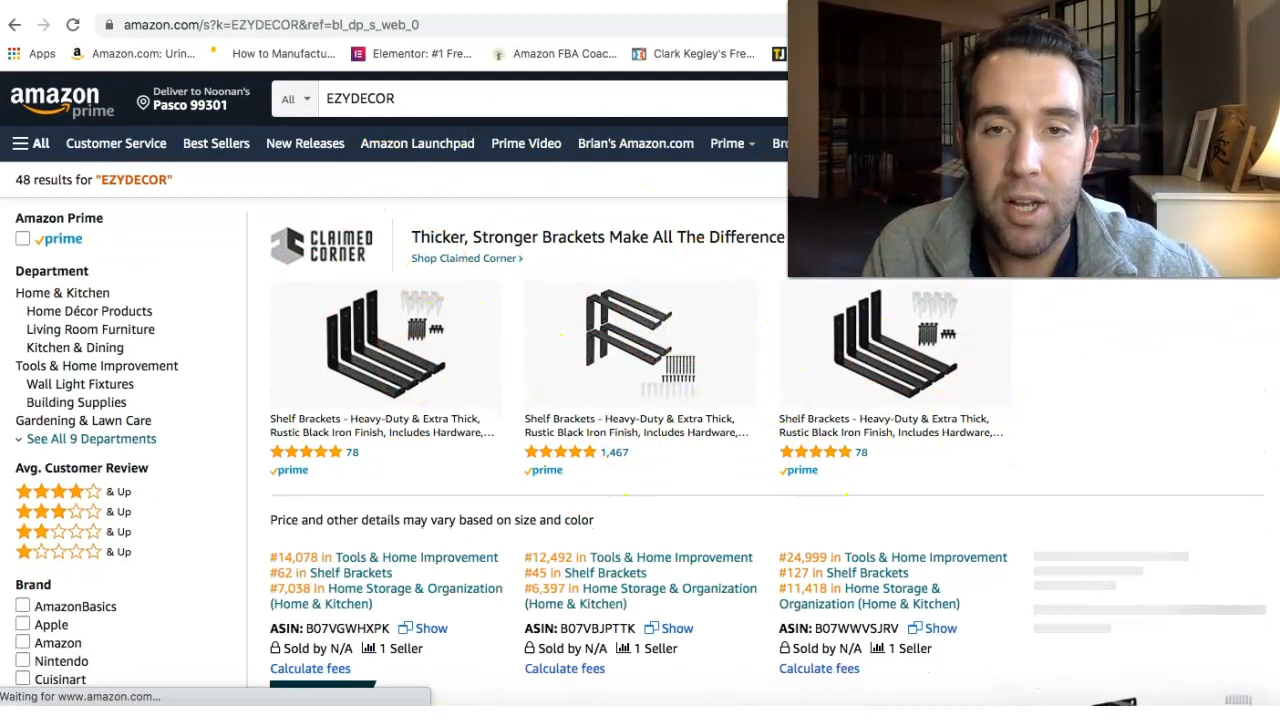 amazon.com/s?k=EZYDECOR&ref=bl_dp_s_web_0
Apps
Amazon.com: Urin...
How to Manufactu...
Elementor: #1 Fre...
Amazon FBA Coac...
Clark Kegley's Fre...
TJ
amazon
prime
Deliver to Noonan's
Pasco 99301
All
EZYDECOR
All
Customer Service
Best Sellers
New Releases
Amazon Launchpad
Prime Video
Brian's Amazon.com
Prime
Bro
48 results for "EZYDECOR"
Amazon Prime
prime
Department
Home & Kitchen
Home Décor Products
Living Room Furniture
Kitchen & Dining
Tools & Home Improvement
Wall Light Fixtures
Building Supplies
Gardening & Lawn Care
See All 9 Departments
Avg. Customer Review
& Up
& Up
& Up
& Up
Brand
AmazonBasics
Apple
Amazon
Nintendo
Cuisinart
Waiting for www.amazon.com...
CLAIMED
CORNER
Thicker, Stronger Brackets Make All The Difference
Shop Claimed Corner ›
Shelf Brackets - Heavy-Duty & Extra Thick,
Rustic Black Iron Finish, Includes Hardware,...
78
prime
Shelf Brackets - Heavy-Duty & Extra Thick,
Rustic Black Iron Finish, Includes Hardware,...
1,467
prime
Shelf Brackets - Heavy-Duty & Extra Thick,
Rustic Black Iron Finish, Includes Hardware,...
78
prime
Price and other details may vary based on size and color
#14,078 in Tools & Home Improvement
#62 in Shelf Brackets
#7,038 in Home Storage & Organization
(Home & Kitchen)
ASIN: B07VGWHXPK Show
Sold by N/A 1 Seller
Calculate fees
#12,492 in Tools & Home Improvement
#45 in Shelf Brackets
#6,397 in Home Storage & Organization
(Home & Kitchen)
ASIN: B07VBJPTTK Show
Sold by N/A 1 Seller
Calculate fees
#24,999 in Tools & Home Improvement
#127 in Shelf Brackets
#11,418 in Home Storage &
Organization (Home & Kitchen)
ASIN: B07WWVSJRV Show
Sold by N/A 1 Seller
Calculate fees